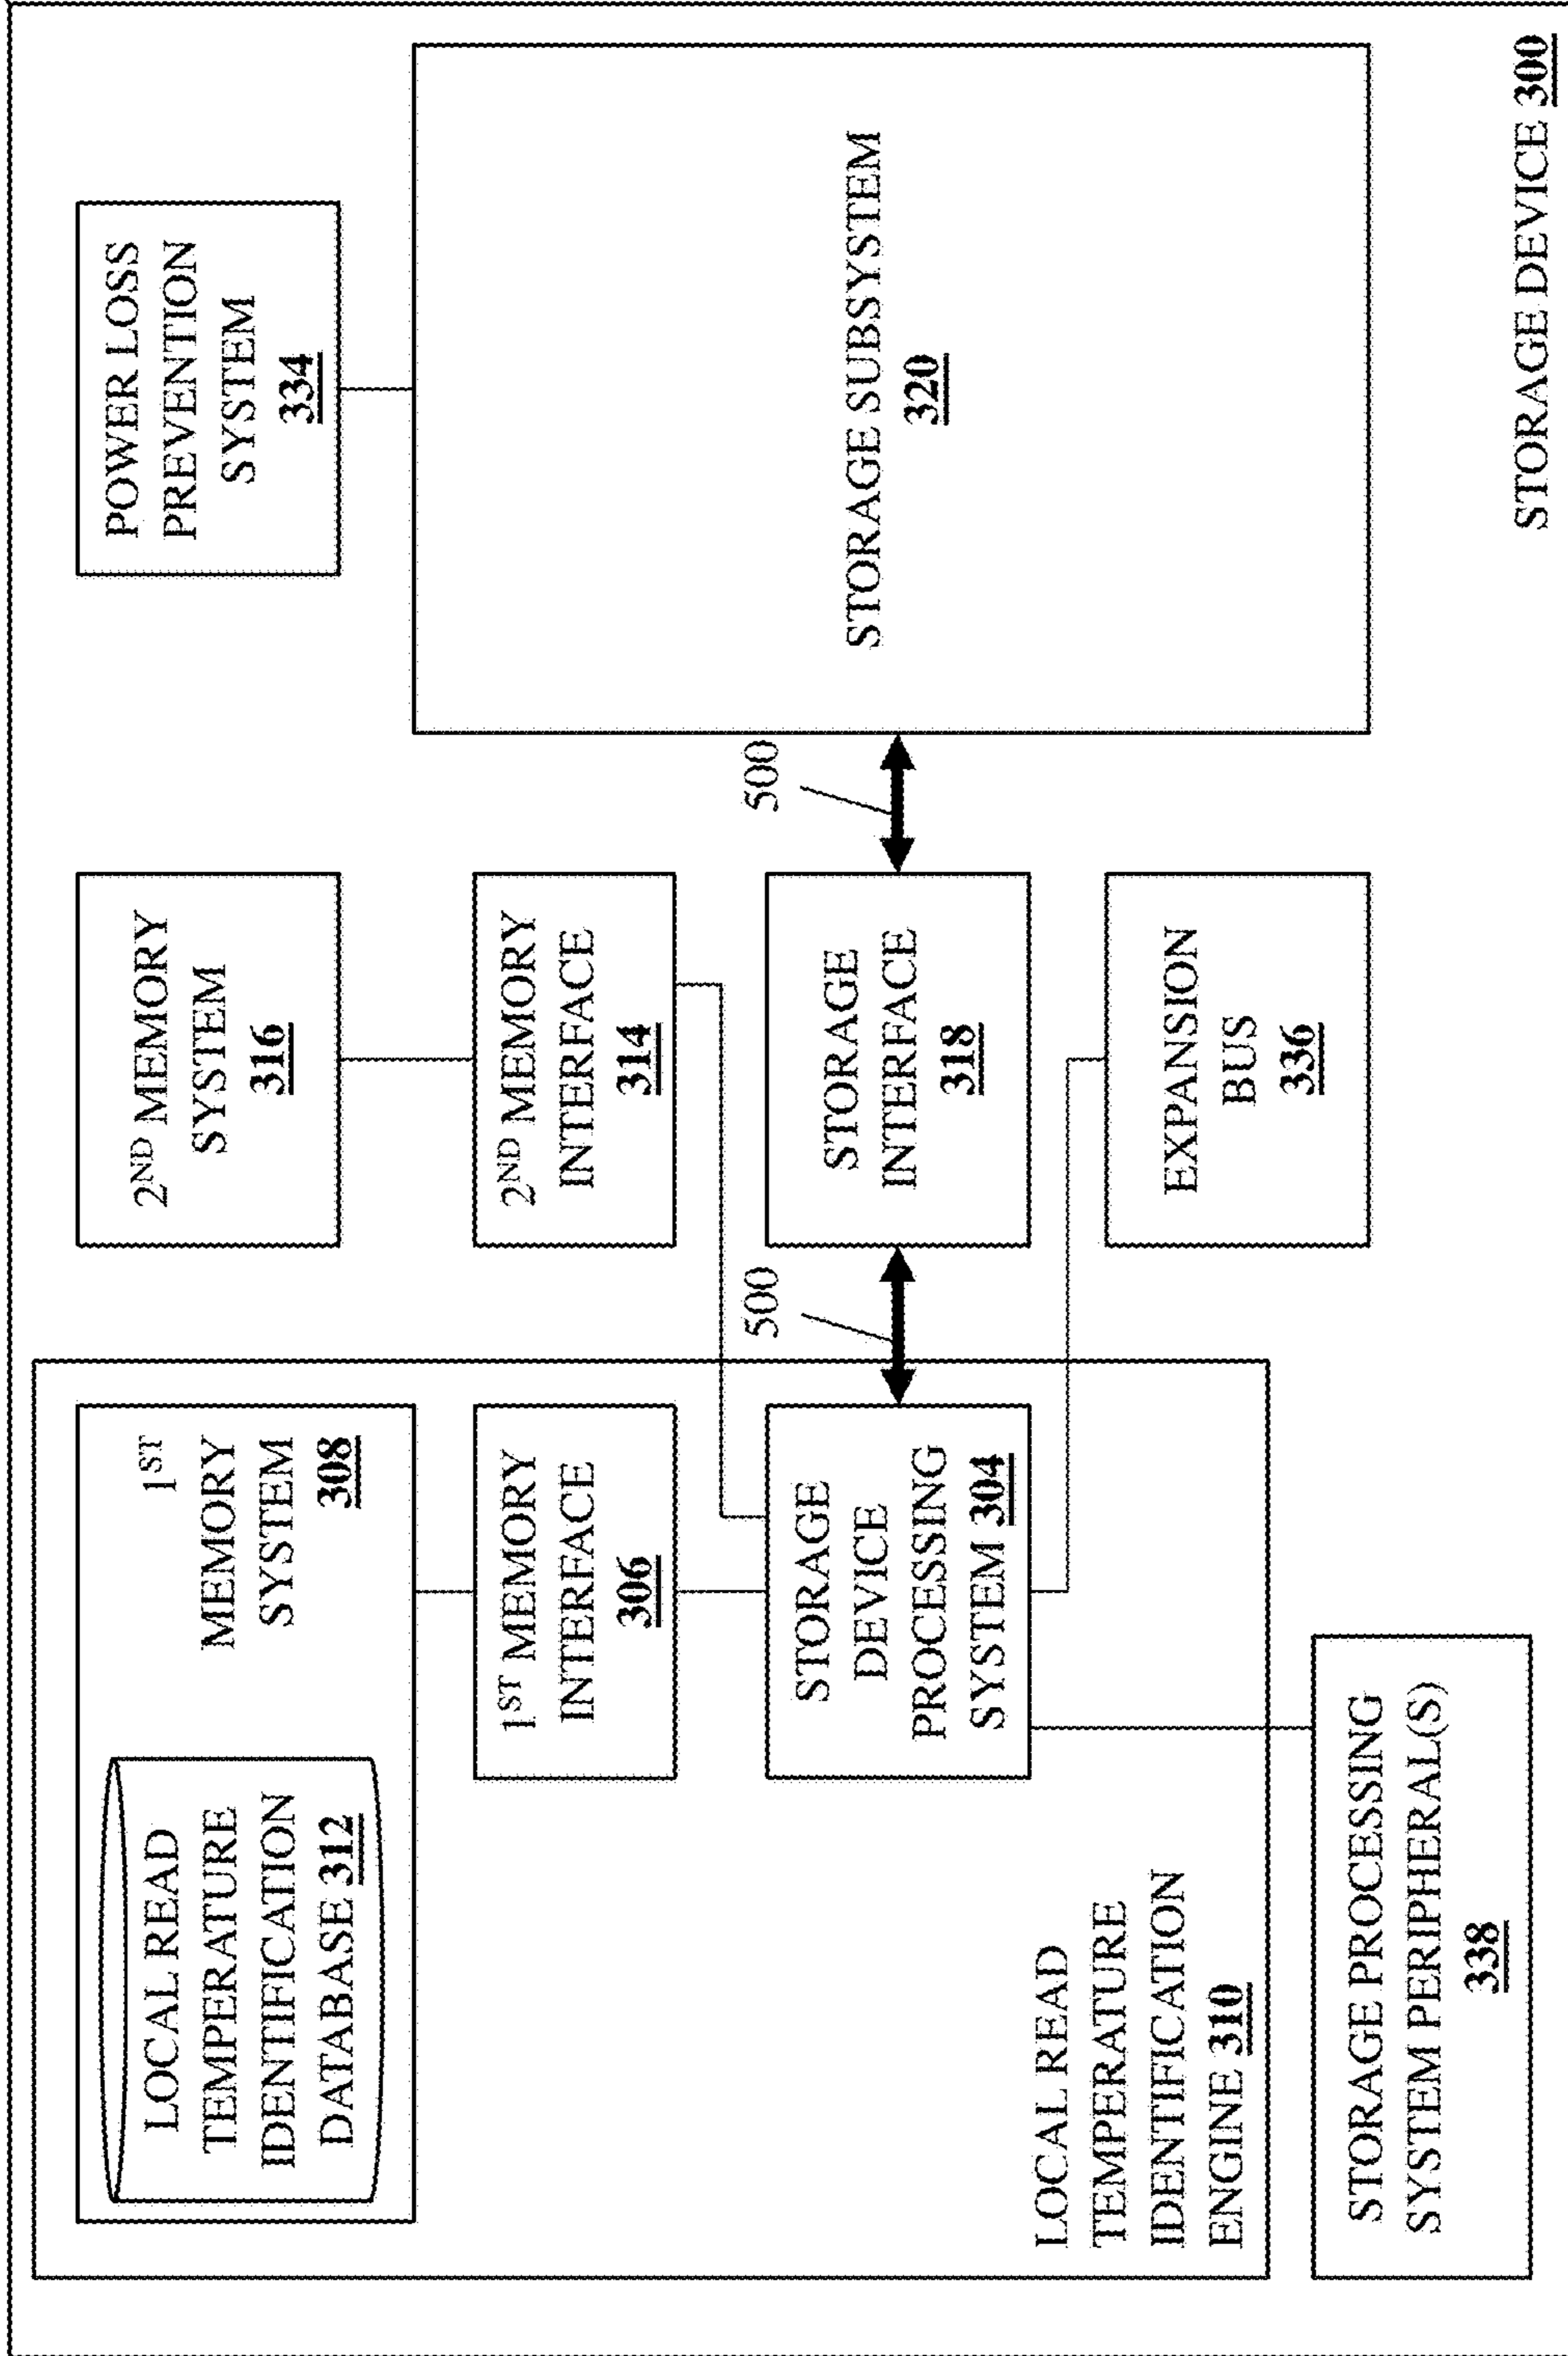 LOCAL READ
TEMPERATURE
IDENTIFICATION
DATABASE 312
1ST
MEMORY
SYSTEM
308
2ND MEMORY
SYSTEM
316
POWER LOSS
PREVENTION
SYSTEM
334
1ST MEMORY
INTERFACE
306
2ND MEMORY
INTERFACE
314
STORAGE
DEVICE
PROCESSING
SYSTEM 304
500
STORAGE
INTERFACE
318
500
STORAGE SUBSYSTEM
320
LOCAL READ
TEMPERATURE
IDENTIFICATION
ENGINE 310
EXPANSION
BUS
336
STORAGE PROCESSING
SYSTEM PERIPHERAL(S)
338
STORAGE DEVICE 300